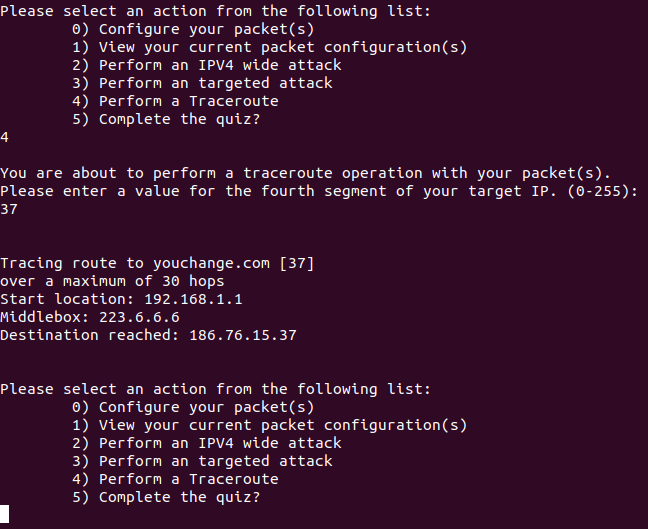 Please select an action from the following list:
0) Configure your packet(s)
1) View your current packet configuration(s)
2) Perform an IPV4 wide attack
3) Perform an targeted attack
4) Perform a Traceroute
5) Complete the quiz?
4
You are about to perform a traceroute operation with your packet(s).
Please enter a value for the fourth segment of your target IP. (0-255):
37
Tracing route to youchange.com [37]
over a maximum of 30 hops
Start location: 192.168.1.1
Middlebox: 223.6.6.6
Destination reached: 186.76.15.37
Please select an action from the following list:
0) Configure your packet(s)
1) View your current packet configuration(s)
2) Perform an IPV4 wide attack
3) Perform an targeted attack
4) Perform a Traceroute
5) Complete the quiz?